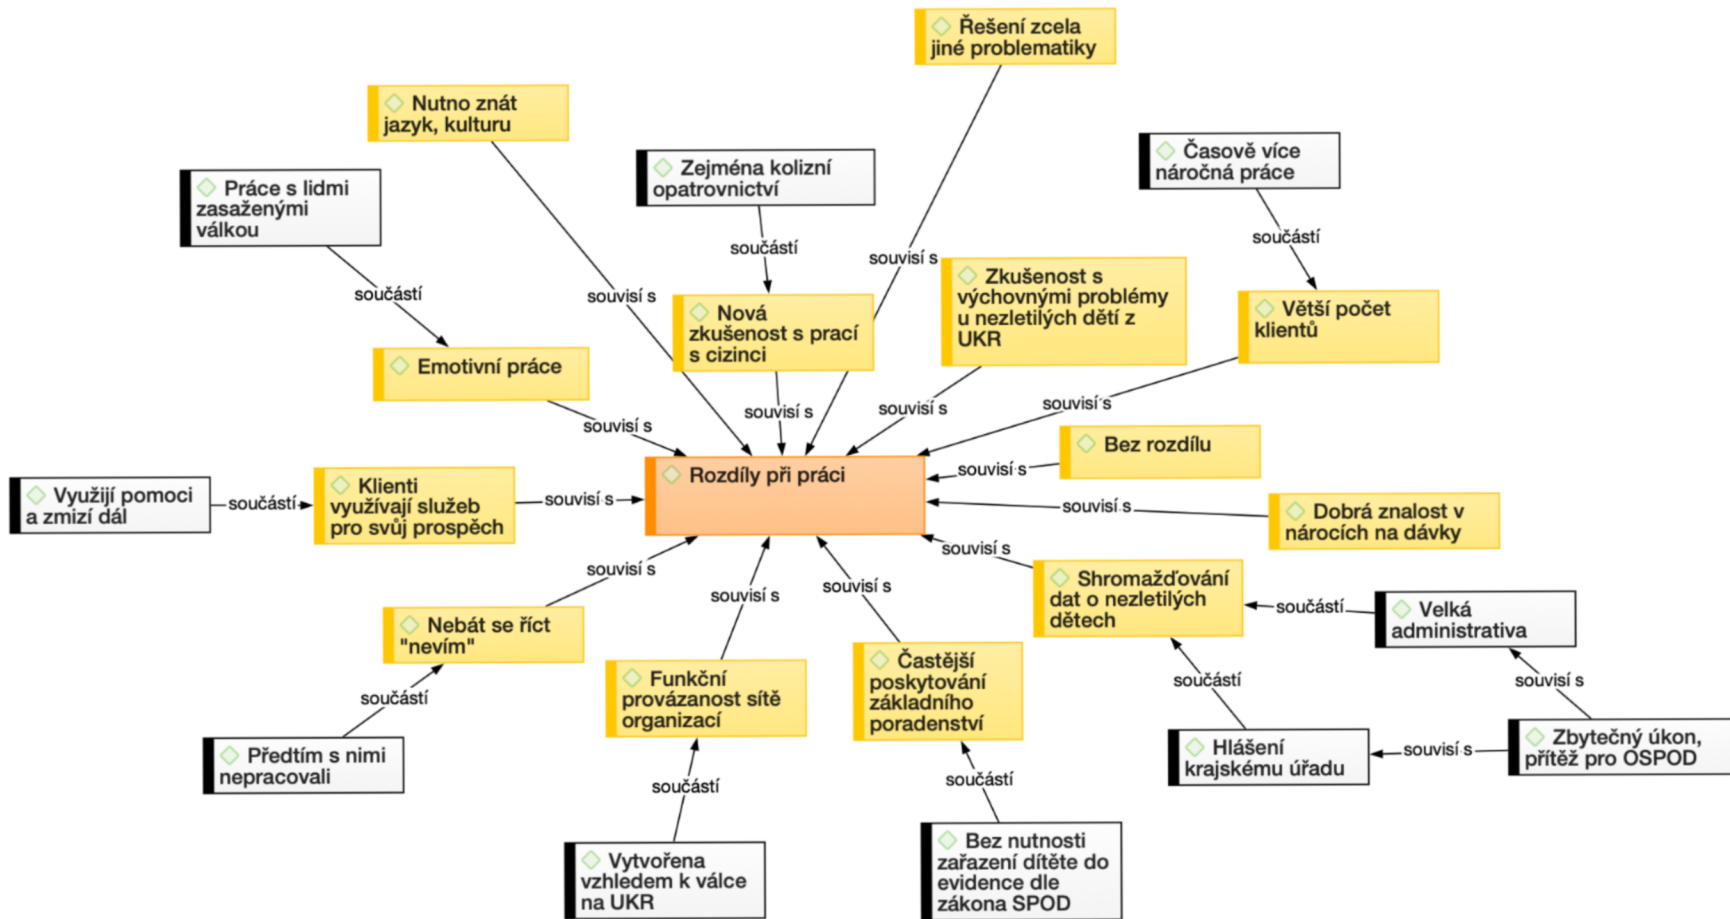 Řešení zcela
jiné problematiky
Nutno znát
jazyk, kulturu
Zejména kolizní
opatrovnictví
Časově více
náročná práce
Práce s lidmi
zasaženými
válkou
součástí
součástí
souvisí s
součástí
souvisí s
Zkušenost s
výchovnými problémy
u nezletilých dětí z
UKR
Nová
zkušenost s prací
s cizinci
Větší počet
klientů
Emotivní práce
souvisí s
souvisí s
souvisí s
souvisí s
Bez rozdílu
souvisí s
Rozdíly při práci
Využijí pomoci
a zmizí dál
součástí
Klienti
využívají služeb
pro svůj prospěch
souvisí s
souvisí s
Dobrá znalost v
nárocích na dávky
souvisí s
souvisí s
souvisí s
souvisí s
Shromažďování
dat o nezletilých
dětech
součástí
Velká
administrativa
Nebát se říct
"nevím"
Funkční
provázanost sítě
organizací
Častější
poskytování
základního
poradenství
součástí
součástí
souvisí s
Předtím s nimi
nepracovali
Hlášení
krajskému úřadu
souvisí s
Zbytečný úkon,
přítěž pro OSPOD
součástí
součástí
Vytvořena
vzhledem k válce
na UKR
Bez nutnosti
zařazení dítěte do
evidence dle
zákona SPOD